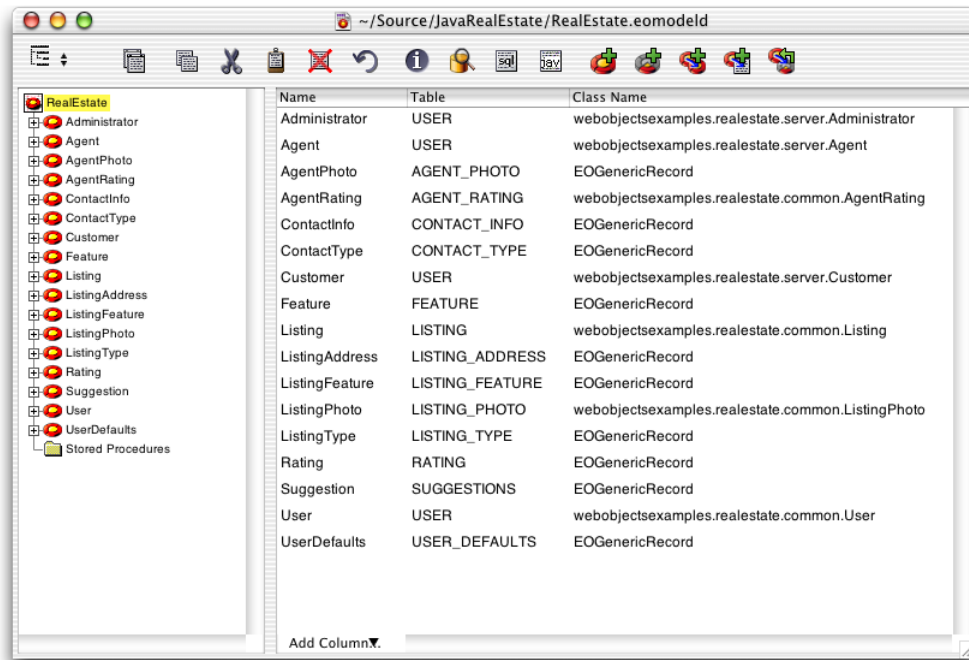 ~/Source/JavaRealEstate/RealEstate.eomodeld
sql
jav
RealEstate
Administrator
Agent
AgentPhoto
AgentRating
ContactInfo
ContactType
Customer
Feature
Listing
ListingAddress
ListingFeature
ListingPhoto
ListingType
Rating
Suggestion
User
UserDefaults
Stored Procedures
Name Table Class Name
Administrator USER webobjectsexamples.realestate.server.Administrator
Agent USER webobjectsexamples.realestate.server.Agent
AgentPhoto AGENT_PHOTO EOGenericRecord
AgentRating AGENT_RATING webobjectsexamples.realestate.common.AgentRating
ContactInfo CONTACT_INFO EOGenericRecord
ContactType CONTACT_TYPE EOGenericRecord
Customer USER webobjectsexamples.realestate.server.Customer
Feature FEATURE EOGenericRecord
Listing LISTING webobjectsexamples.realestate.common.Listing
ListingAddress LISTING_ADDRESS EOGenericRecord
ListingFeature LISTING_FEATURE EOGenericRecord
ListingPhoto LISTING_PHOTO webobjectsexamples.realestate.common.ListingPhoto
ListingType LISTING_TYPE EOGenericRecord
Rating RATING EOGenericRecord
Suggestion SUGGESTIONS EOGenericRecord
User USER webobjectsexamples.realestate.common.User
UserDefaults USER_DEFAULTS EOGenericRecord
Add Column...